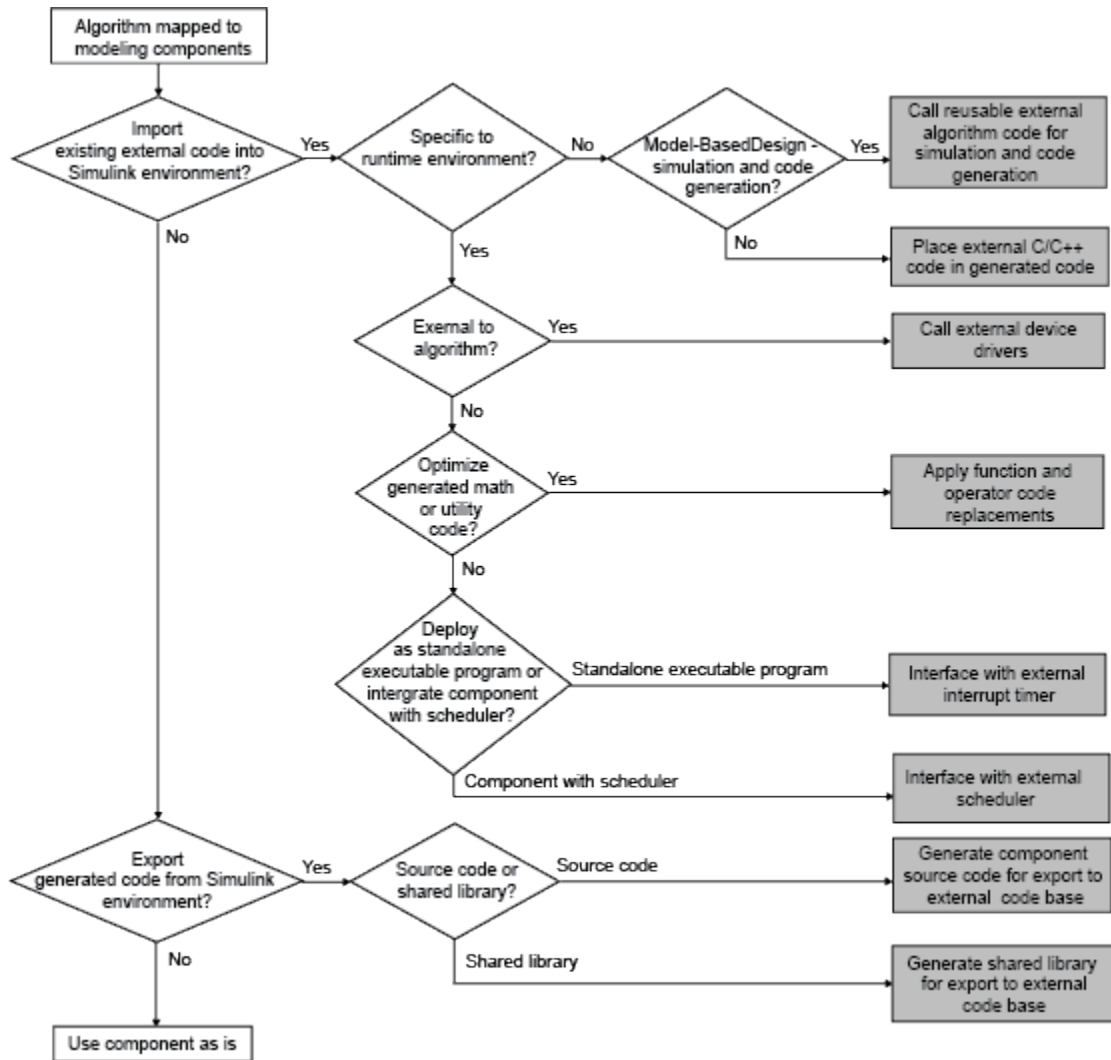 Algorithm mapped to
modeling components
Import
existing external code into
Simulink environment?
Yes
Specific to
runtime environment?
No
Model-BasedDesign -
simulation and code
generation?
Yes
Call reusable external
algorithm code for
simulation and code
generation
No
Yes
No
Place external C/C++
code in generated code
Exernal to
algorithm?
Yes
Call external device
drivers
No
Optimize
generated math
or utility
code?
Yes
Apply function and
operator code
replacements
No
Deploy
as standalone
executable program or
intergrate component
with scheduler?
Standalone executable program
Interface with external
interrupt timer
Component with scheduler
Interface with external
scheduler
Export
generated code from Simulink
environment?
Yes
Source code or
shared library?
Source code
Generate component
source code for export to
external code base
No
Shared library
Generate shared library
for export to external
code base
Use component as is